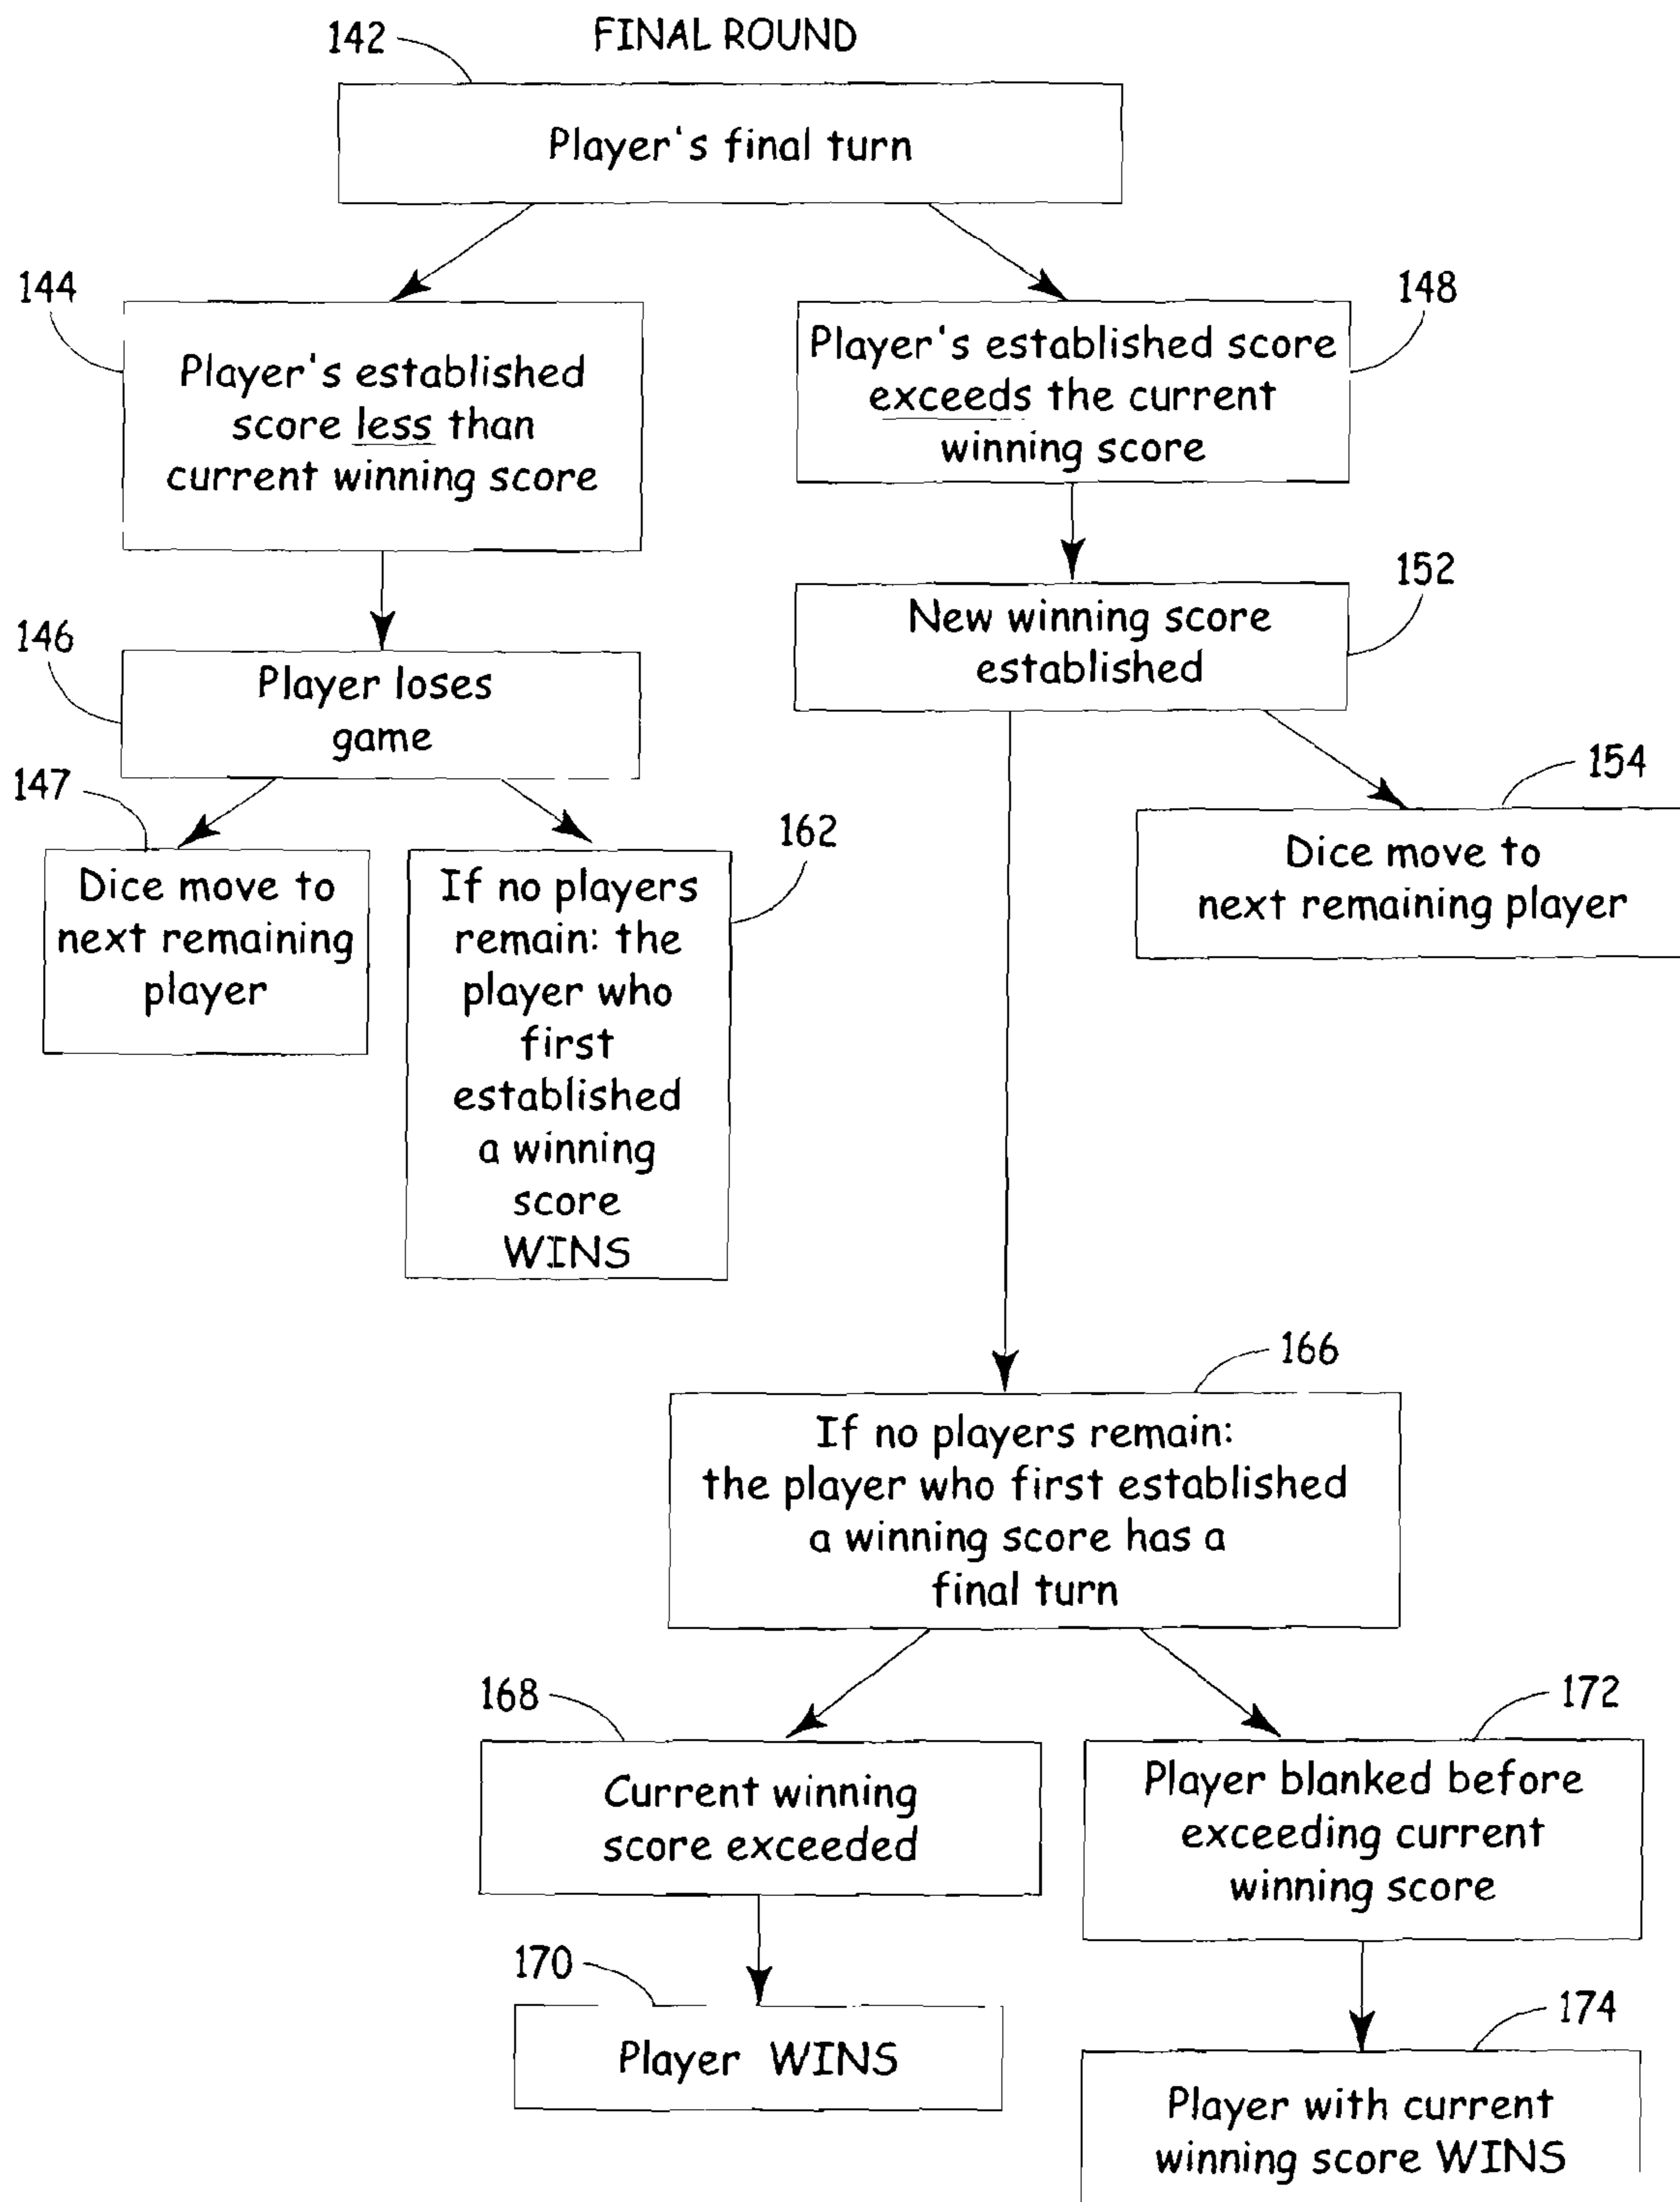 142
FINAL ROUND
Player's final turn
144
Player's established
score less than
current winning score
148
Player's established score
exceeds the current
winning score
146
Player loses
game
152
New winning score
established
147
Dice move to
next remaining
player
162
If no players
remain: the
player who
first
established
a winning
score
WINS
154
Dice move to
next remaining player
166
If no players remain:
the player who first established
a winning score has a
final turn
168
Current winning
score exceeded
172
Player blanked before
exceeding current
winning score
170
Player WINS
174
Player with current
winning score WINS